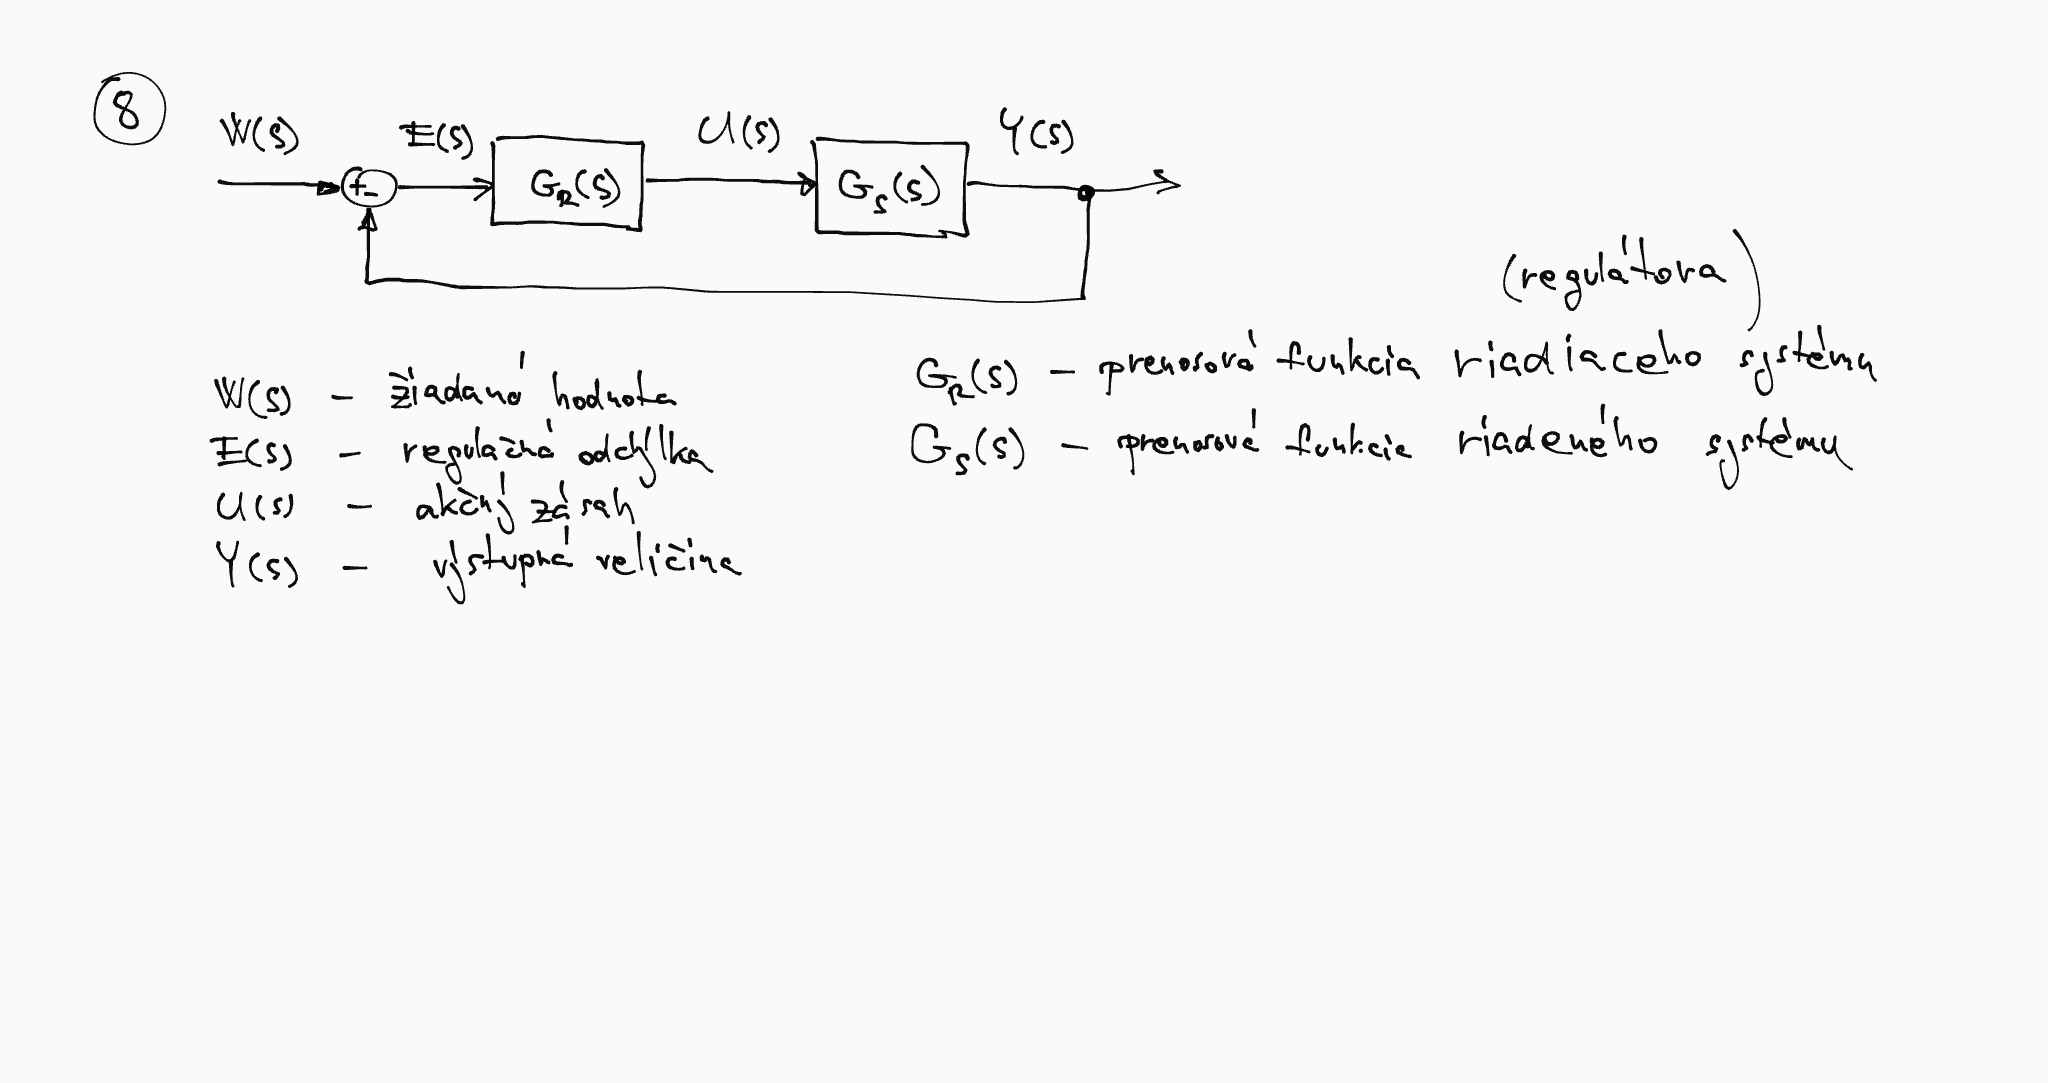 8
W(s) E(s) U(s) Y(s)
+ -
G_R(s) G_S(s)
(regulátora)
W(s) - žiadaná hodnota
E(s) - regulačná odchýlka
U(s) - akčný zásah
Y(s) - výstupná veličina
G_R(s) - prenosová funkcia riadiaceho systému
G_S(s) - prenosová funkcia riadeného systému